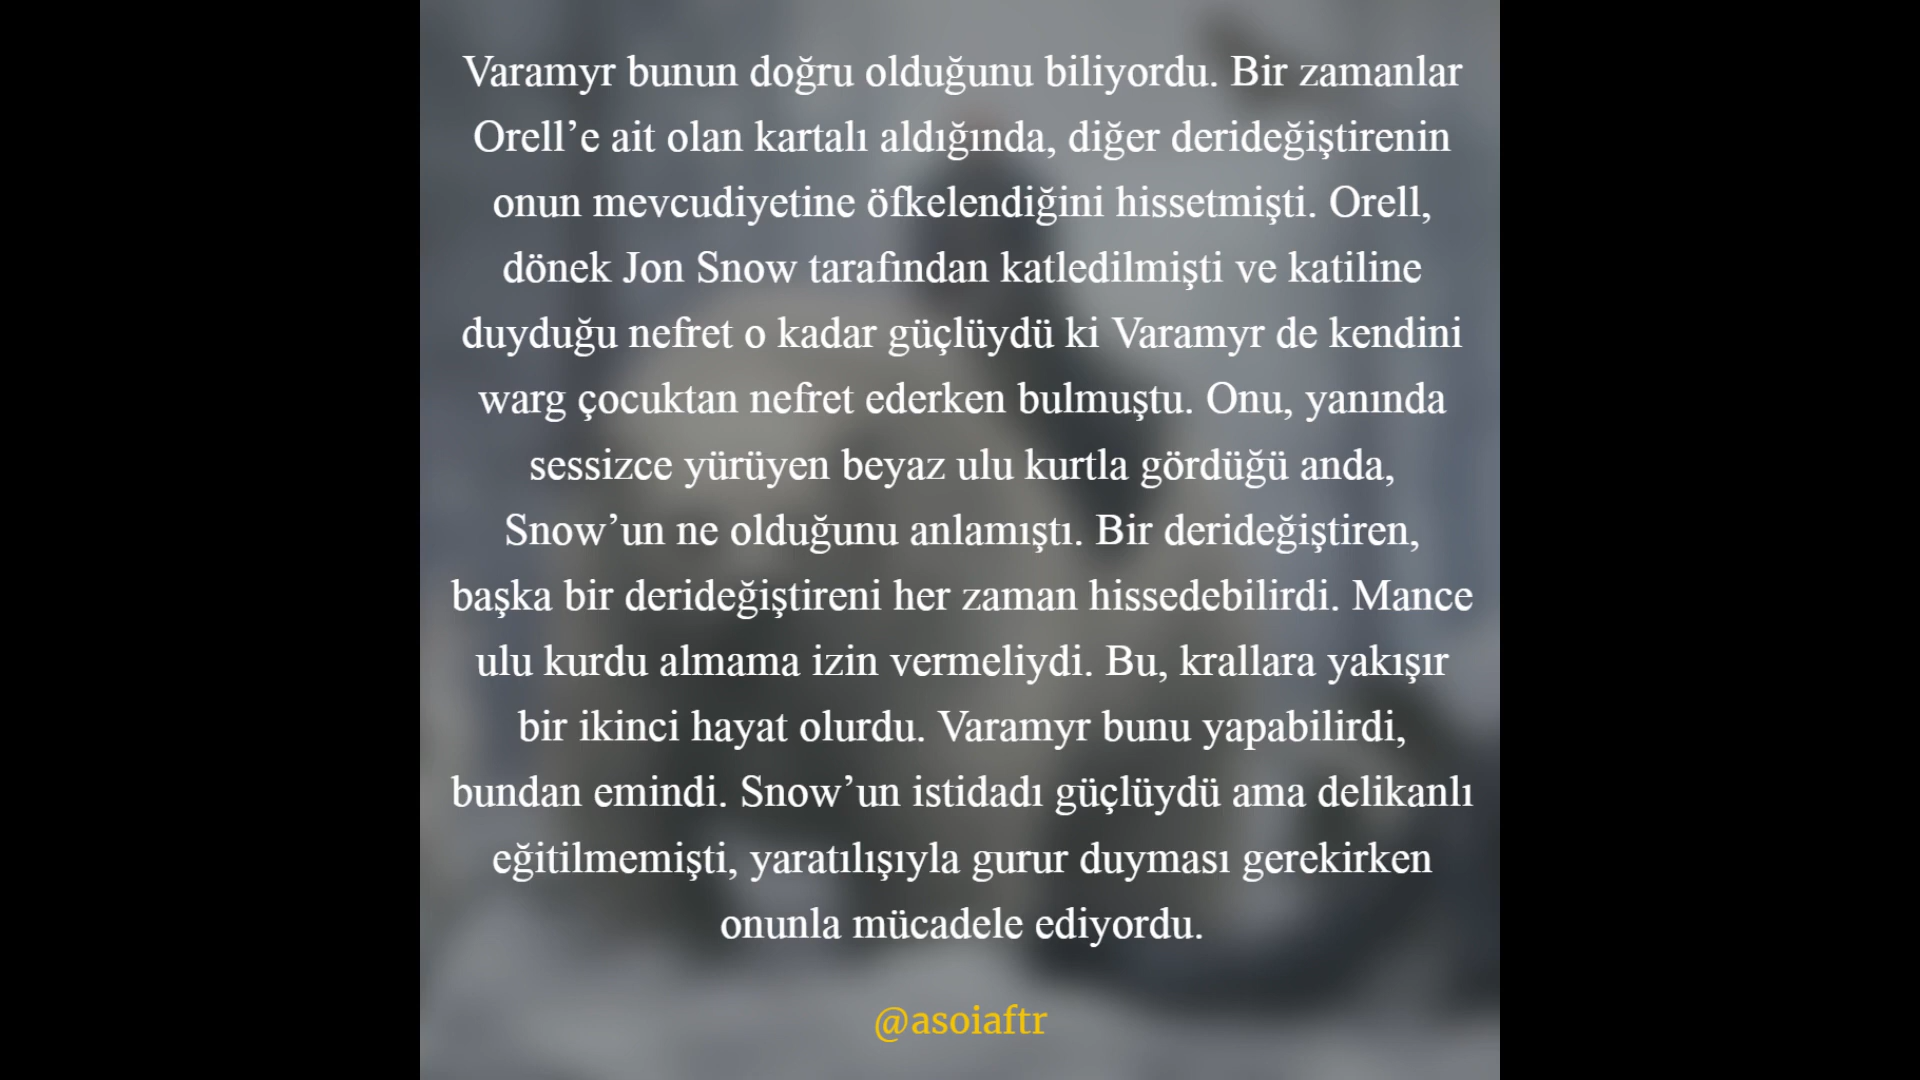 Varamyr bunun doğru olduğunu biliyordu. Bir zamanlar
Orell’e ait olan kartalı aldığında, diğer derideğiştirenin
onun mevcudiyetine öfkelendiğini hissetmişti. Orell,
dönek Jon Snow tarafından katledilmişti ve katiline
duyduğu nefret o kadar güçlüydü ki Varamyr de kendini
warg çocuktan nefret ederken bulmuştu. Onu, yanında
sessizce yürüyen beyaz ulu kurtla gördüğü anda,
Snow’un ne olduğunu anlamıştı. Bir derideğiştiren,
başka bir derideğiştireni her zaman hissedebilirdi. Mance
ulu kurdu almama izin vermeliydi. Bu, krallara yakışır
bir ikinci hayat olurdu. Varamyr bunu yapabilirdi,
bundan emindi. Snow’un istidadı güçlüydü ama delikanlı
eğitilmemişti, yaratılışıyla gurur duyması gerekirken
onunla mücadele ediyordu.
@asoiaftr